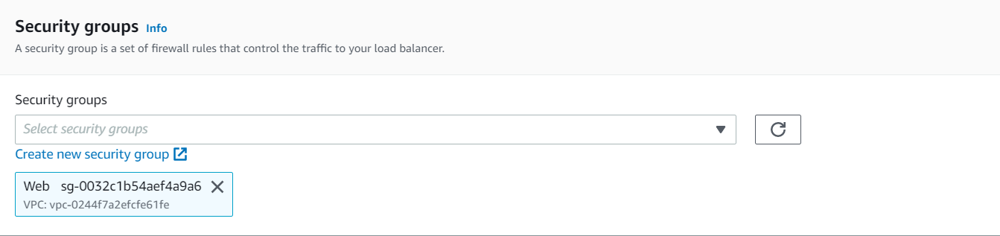 Security groups Info
A security group is a set of firewall rules that control the traffic to your load balancer.
Security groups
Select security groups
Create new security group
Web sg-0032c1b54aef4a9a6
VPC: vpc-0244f7a2efcfe61fe